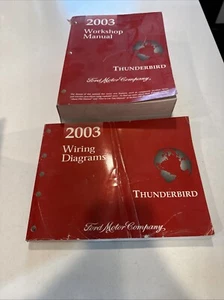 2003
Workshop
Manual
THUNDERBIRD
Ford Motor Company
2003
Wiring
Diagrams
THUNDERBIRD
Ford Motor Company